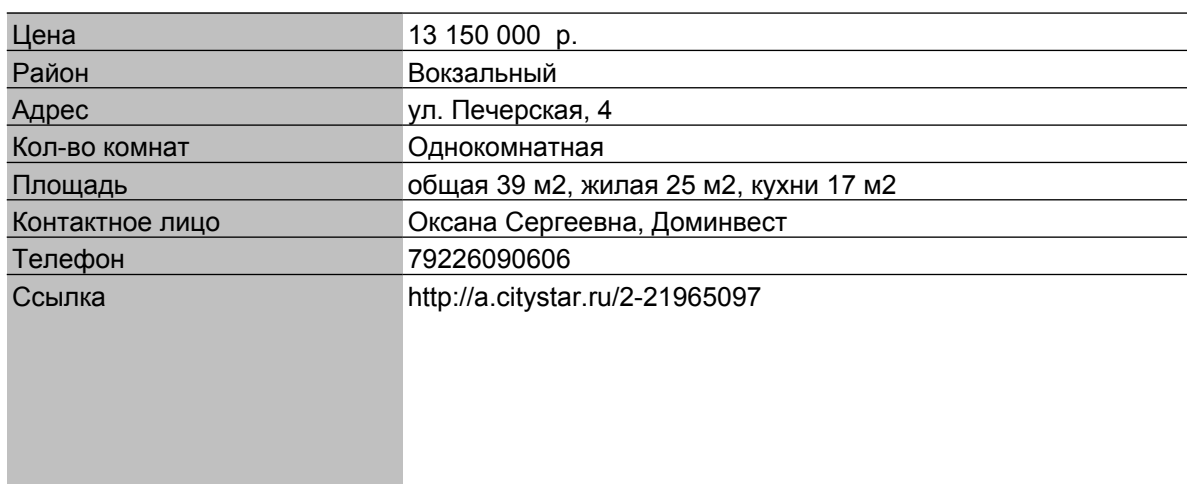 Цена 13 150 000 р.
Район Вокзальный
Адрес ул. Печерская, 4
Кол-во комнат Однокомнатная
Площадь общая 39 м2, жилая 25 м2, кухни 17 м2
Контактное лицо Оксана Сергеевна, Доминвест
Телефон 79226090606
Ссылка http://a.citystar.ru/2-21965097